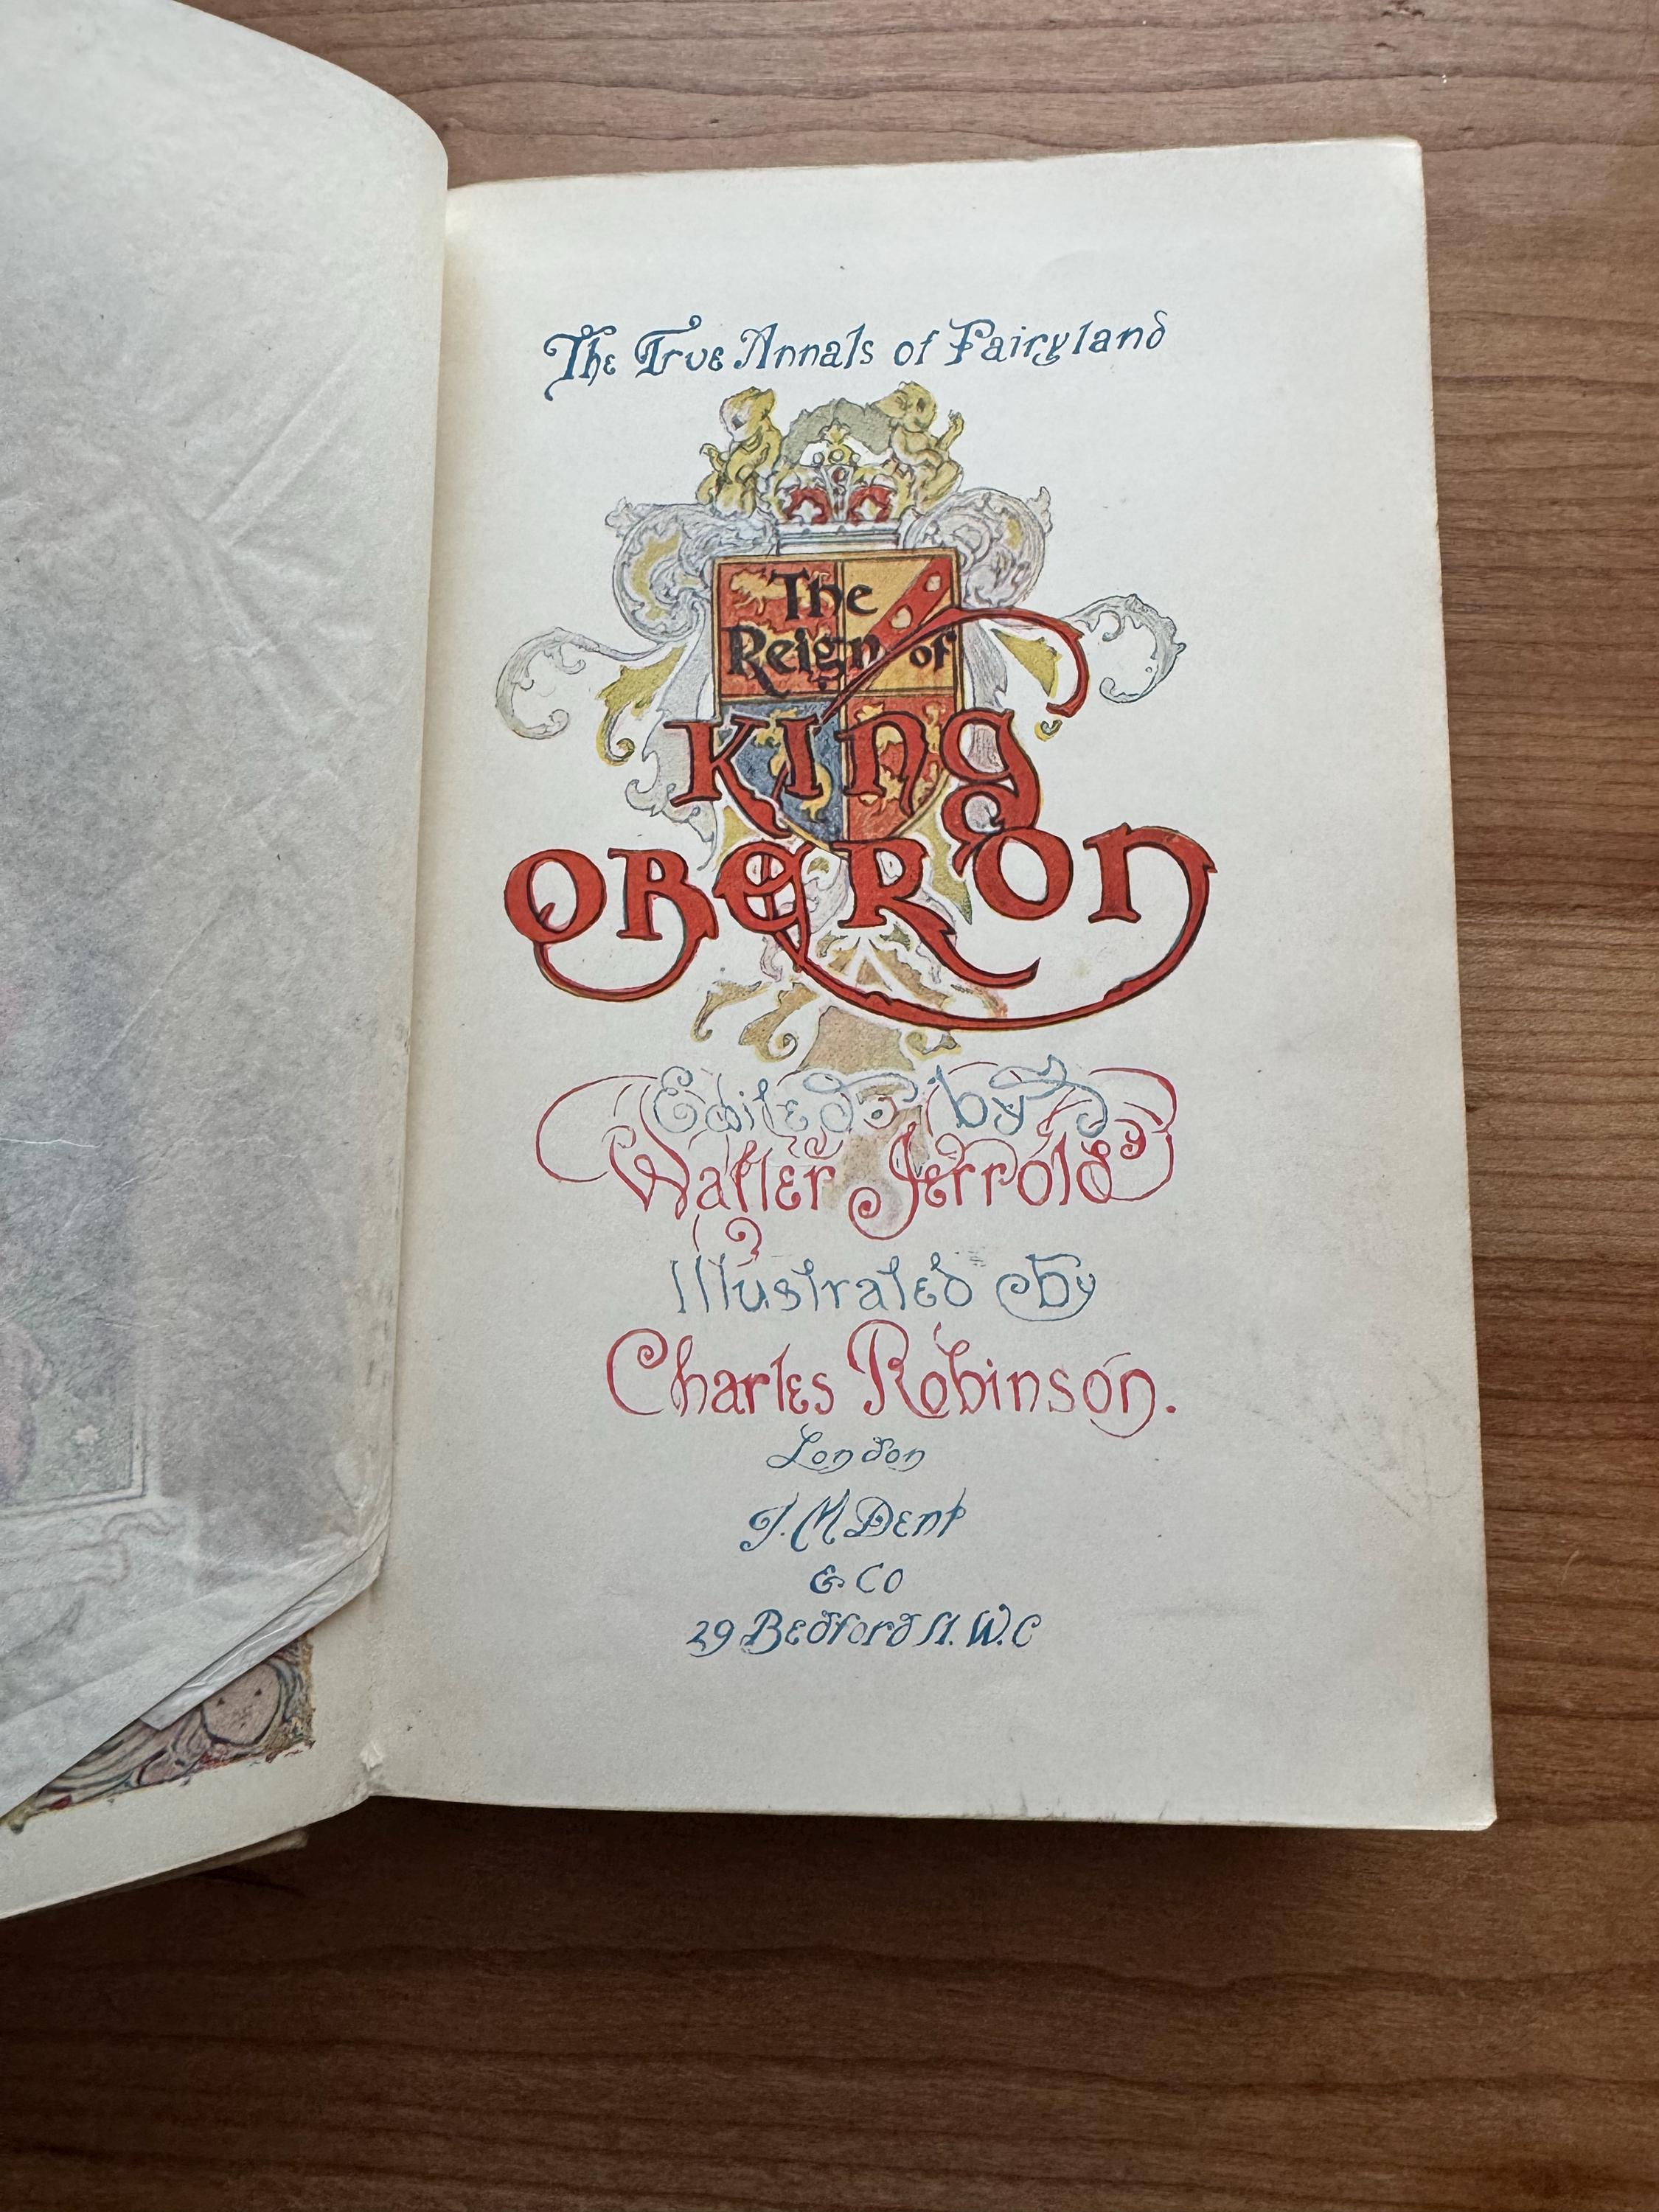 The True Annals of Fairyland
The
Reign of
King
Oberon
Edited by
Walter Jerrold
Illustrated by
Charles Robinson.
London
J. M Dent
& Co
29 Bedford St. W.C